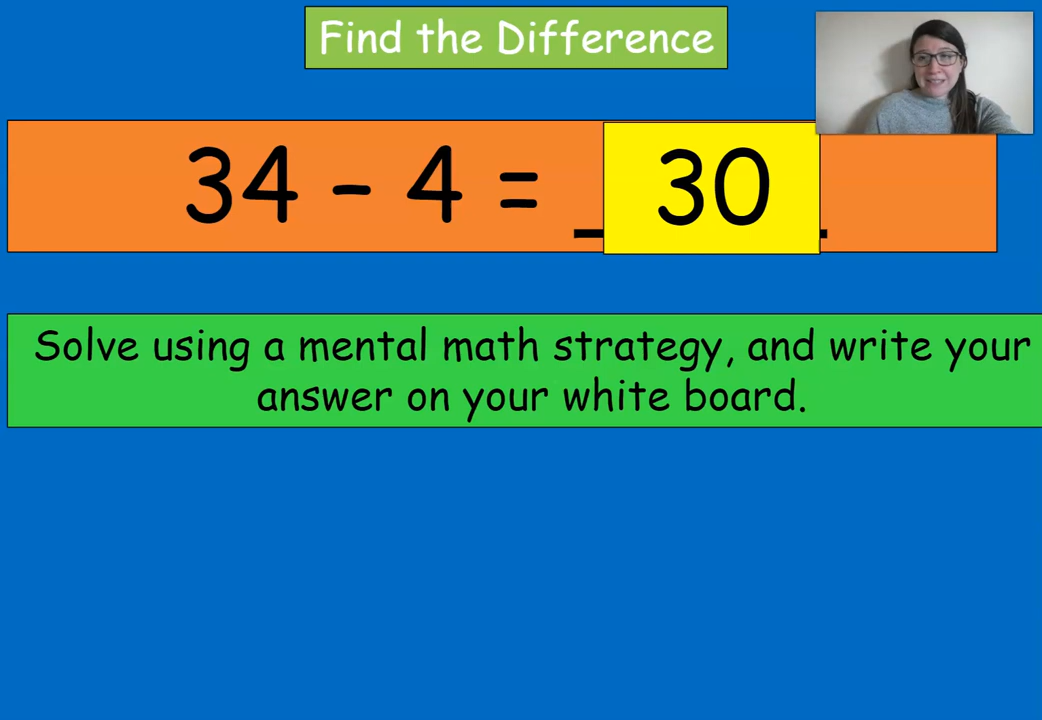 Find the Difference
34 - 4 = _ 30 _
Solve using a mental math strategy, and write your
answer on your white board.